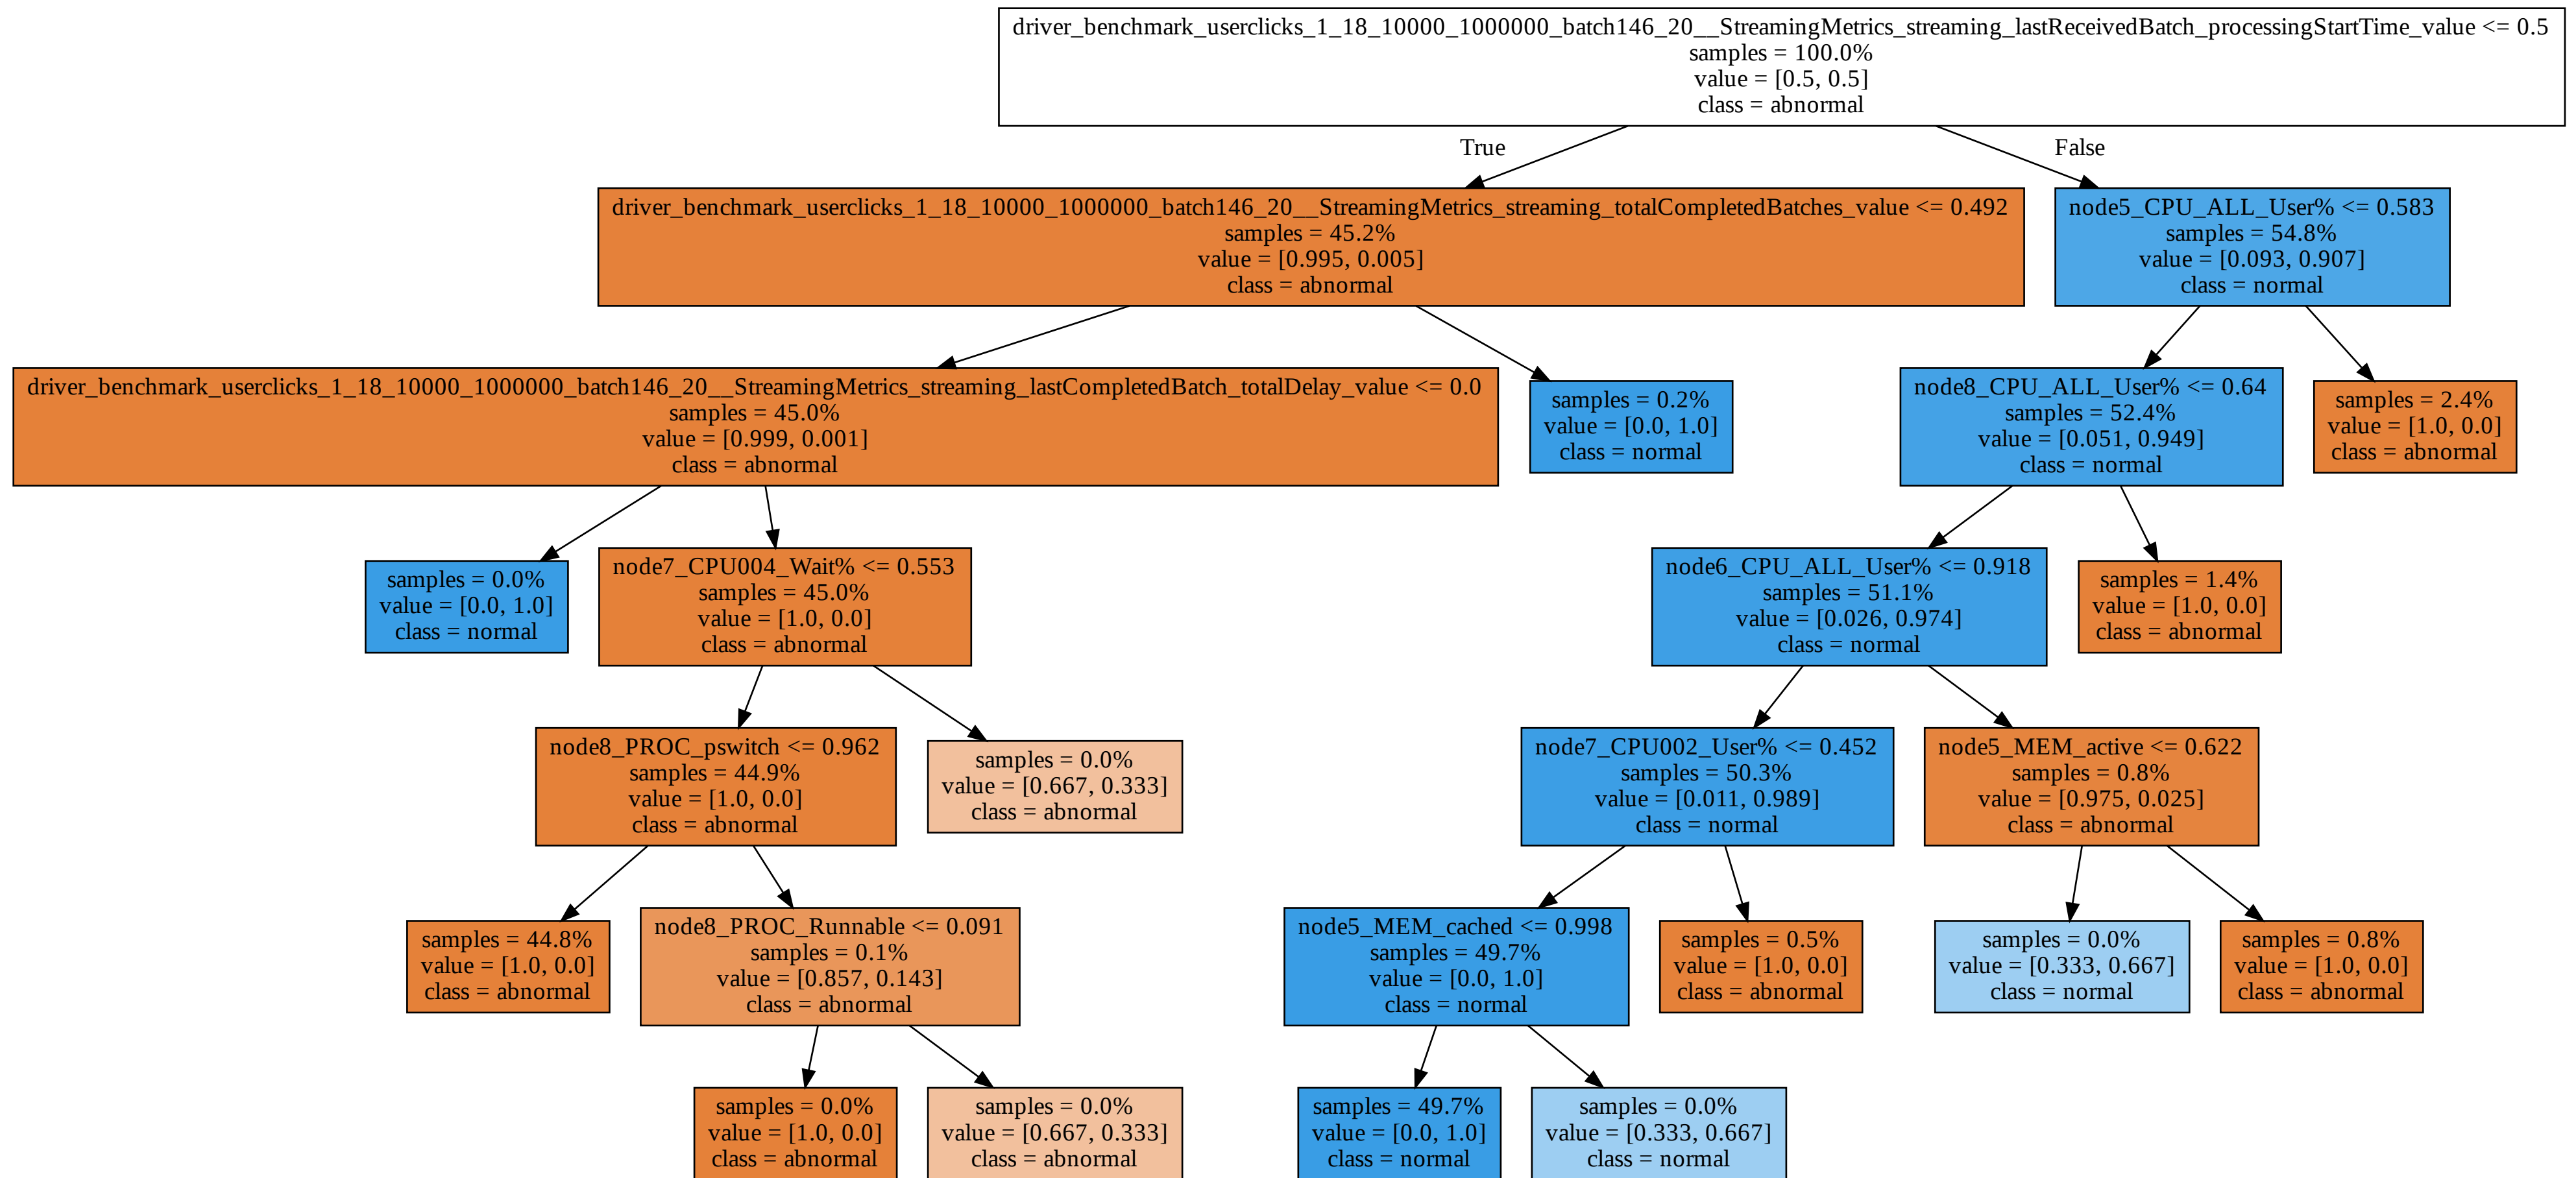 driver_benchmark_userclicks_1_18_10000_1000000_batch146_20__StreamingMetrics_streaming_lastReceivedBatch_processingStartTime_value <= 0.5
samples = 100.0%
value = [0.5, 0.5]
class = abnormal
True
False
driver_benchmark_userclicks_1_18_10000_1000000_batch146_20__StreamingMetrics_streaming_totalCompletedBatches_value <= 0.492
samples = 45.2%
value = [0.995, 0.005]
class = abnormal
node5_CPU_ALL_User% <= 0.583
samples = 54.8%
value = [0.093, 0.907]
class = normal
driver_benchmark_userclicks_1_18_10000_1000000_batch146_20__StreamingMetrics_streaming_lastCompletedBatch_totalDelay_value <= 0.0
samples = 45.0%
value = [0.999, 0.001]
class = abnormal
samples = 0.2%
value = [0.0, 1.0]
class = normal
node8_CPU_ALL_User% <= 0.64
samples = 52.4%
value = [0.051, 0.949]
class = normal
samples = 2.4%
value = [1.0, 0.0]
class = abnormal
samples = 0.0%
value = [0.0, 1.0]
class = normal
node7_CPU004_Wait% <= 0.553
samples = 45.0%
value = [1.0, 0.0]
class = abnormal
node6_CPU_ALL_User% <= 0.918
samples = 51.1%
value = [0.026, 0.974]
class = normal
samples = 1.4%
value = [1.0, 0.0]
class = abnormal
node8_PROC_pswitch <= 0.962
samples = 44.9%
value = [1.0, 0.0]
class = abnormal
samples = 0.0%
value = [0.667, 0.333]
class = abnormal
node7_CPU002_User% <= 0.452
samples = 50.3%
value = [0.011, 0.989]
class = normal
node5_MEM_active <= 0.622
samples = 0.8%
value = [0.975, 0.025]
class = abnormal
samples = 44.8%
value = [1.0, 0.0]
class = abnormal
node8_PROC_Runnable <= 0.091
samples = 0.1%
value = [0.857, 0.143]
class = abnormal
node5_MEM_cached <= 0.998
samples = 49.7%
value = [0.0, 1.0]
class = normal
samples = 0.5%
value = [1.0, 0.0]
class = abnormal
samples = 0.0%
value = [0.333, 0.667]
class = normal
samples = 0.8%
value = [1.0, 0.0]
class = abnormal
samples = 0.0%
value = [1.0, 0.0]
class = abnormal
samples = 0.0%
value = [0.667, 0.333]
class = abnormal
samples = 49.7%
value = [0.0, 1.0]
class = normal
samples = 0.0%
value = [0.333, 0.667]
class = normal